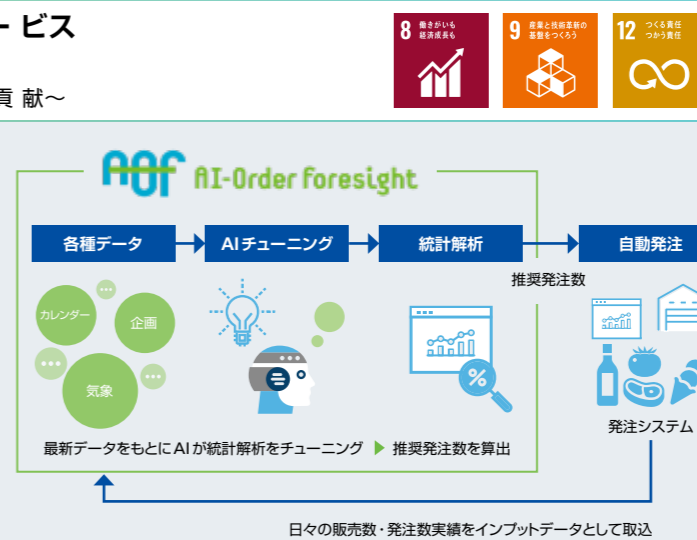 ー ビス
貢 献～
8 働きがいも
経済成長も
9 産業と技術革新の
基盤をつくろう
12 つくる責任
つかう責任
AOF AI-Order foresight
各種データ
AIチューニング
統計解析
自動発注
推奨発注数
カレンダー
企画
気象
%
発注システム
最新データをもとにAIが統計解析をチューニング ▶ 推奨発注数を算出
日々の販売数・発注数実績をインプットデータとして取込